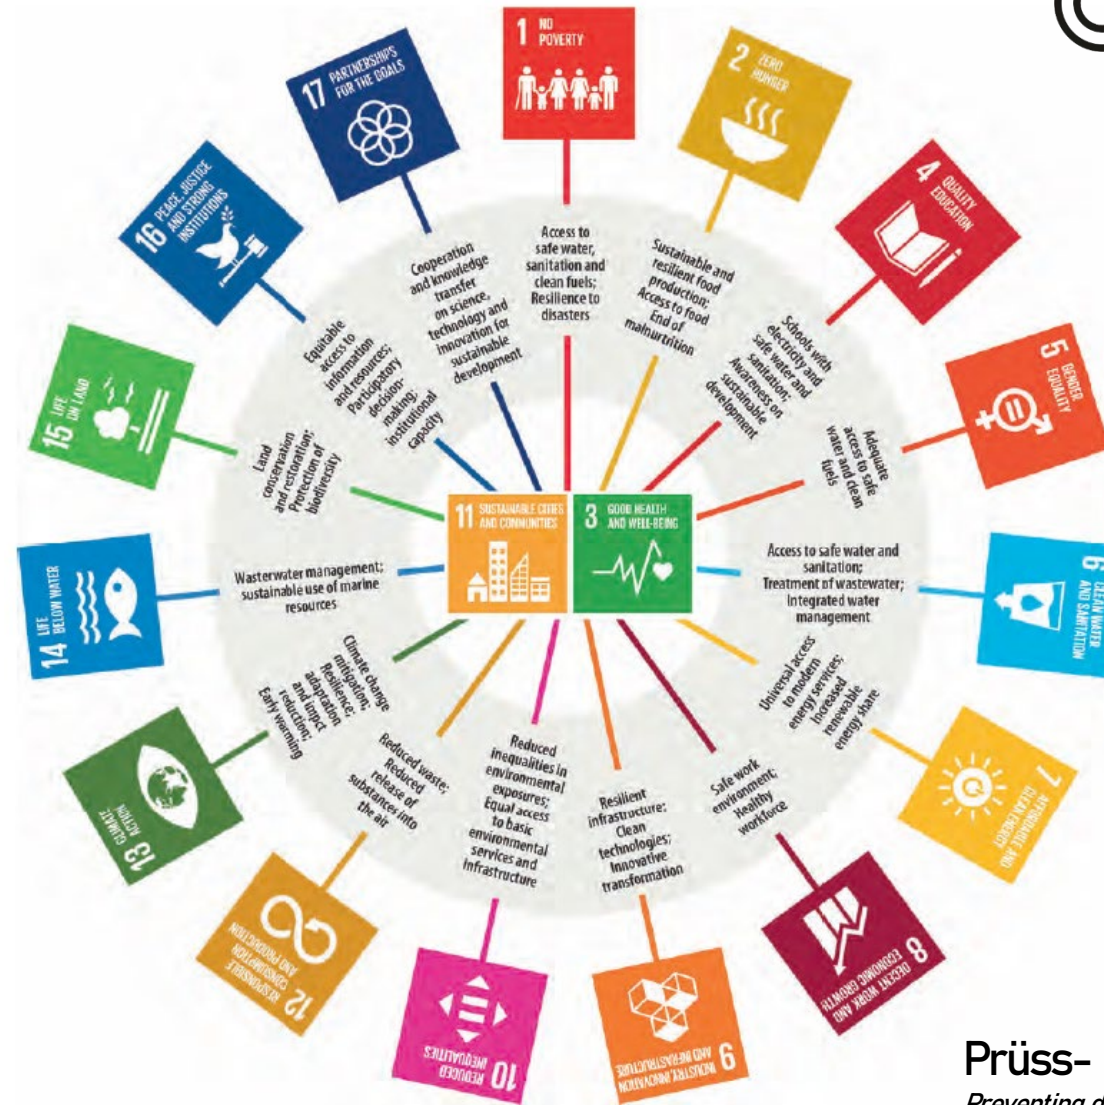 1 NO
POVERTY
2 ZERO
HUNGER
4 QUALITY
EDUCATION
5 GENDER
EQUALITY
6 CLEAN WATER
AND SANITATION
7 AFFORDABLE AND
CLEAN ENERGY
8 DECENT WORK AND
ECONOMIC GROWTH
9 INDUSTRY, INNOVATION
AND INFRASTRUCTURE
10 REDUCED
INEQUALITIES
12 RESPONSIBLE
CONSUMPTION
AND PRODUCTION
13 CLIMATE
ACTION
14 LIFE
BELOW WATER
15 LIFE
ON LAND
16 PEACE, JUSTICE
AND STRONG
INSTITUTIONS
17 PARTNERSHIPS
FOR THE GOALS
Access to
safe water,
sanitation and
clean fuels;
Resilience to
disasters
Sustainable and
resilient food
production;
Access to food
End of
malnurtrition
Schools with
electricity and
safe water and
sanitation;
Awareness on
sustainable
development
Adequate
access to safe
water and clean
fuels
Access to safe water and
sanitation;
Treatment of wastewater;
Integrated water
management
Universal access
to modern
energy services;
Increased
renewable
energy share
Safe work
environment;
Healthy
workforce
Resilient
infrastructure;
Clean
technologies;
Innovative
transformation
Reduced
inequalities in
environmental
exposures;
Equal access
to basic
environmental
services and
infrastructure
Reduced waste;
Reduced
release of
substances into
the air
Climate change
mitigation;
Resilience;
adaptation
and impct
reduction;
Early warming
Wasterwater management;
sustainable use of marine
resources
Land
conservation
and restoration;
Protection of
biodiversity
Equitable
access to
information
and resources;
Participatory
decision-
making;
institutional
capacity
Cooperation
and knowledge
transfer
on science,
technology and
innovation for
sustainable
development
11 SUSTAINABLE CITIES
AND COMMUNITIES
3 GOOD HEALTH
AND WELL-BEING
Prüss-
Preventing d